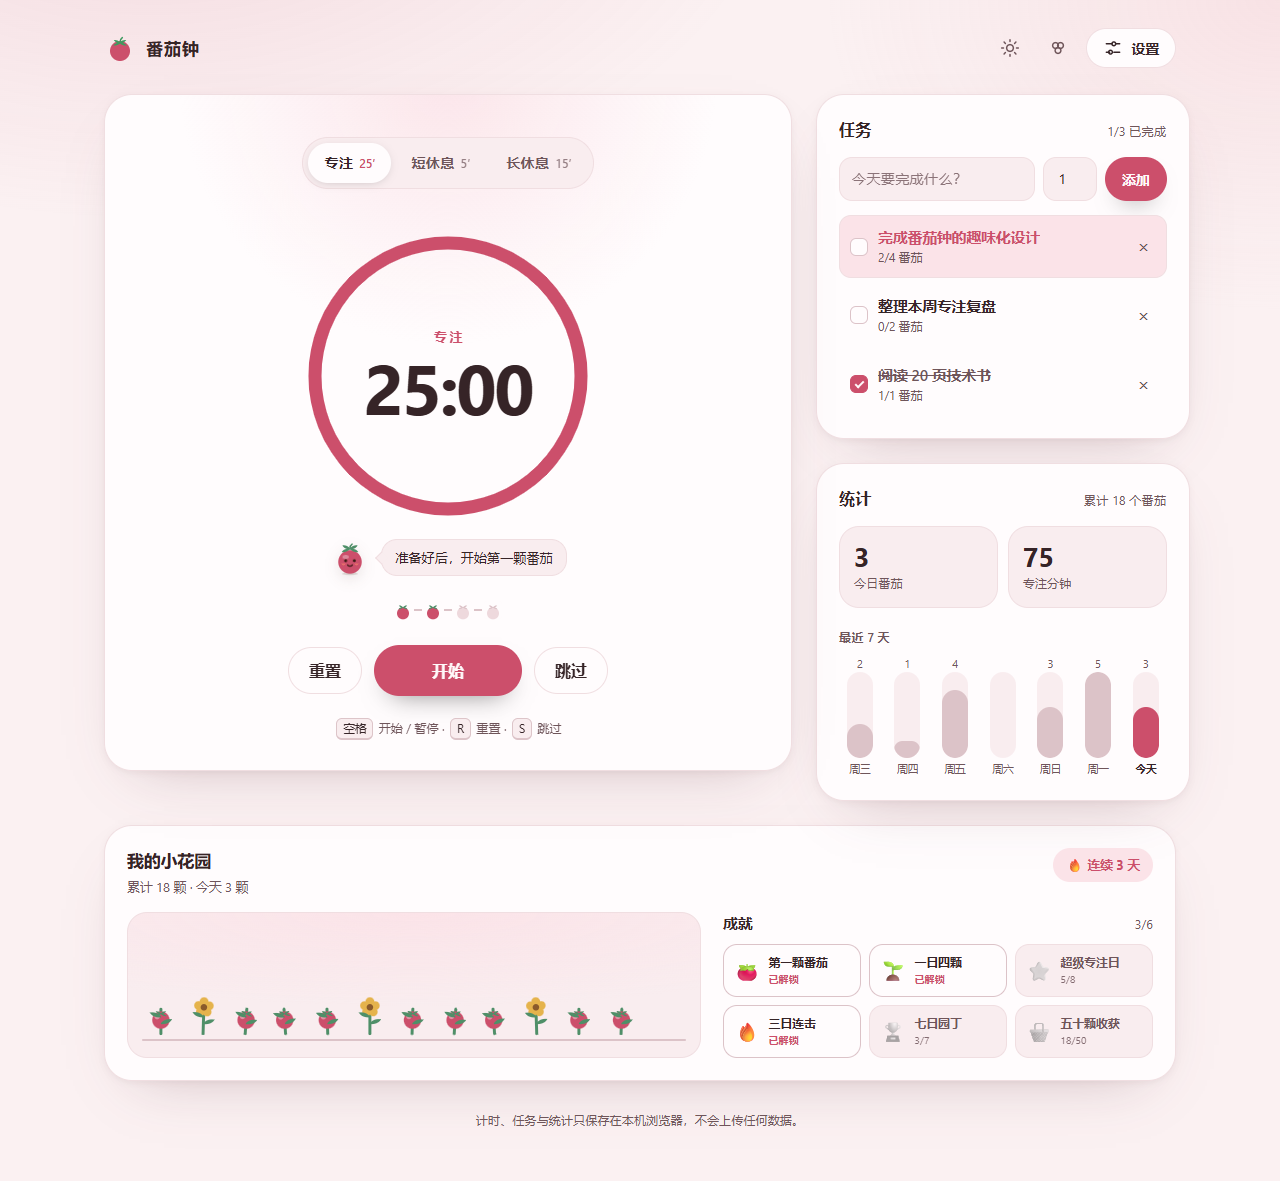 番茄钟
设置
专注 25′
短休息 5′
长休息 15′
专注
25:00
准备好后，开始第一颗番茄
重置
开始
跳过
空格 开始 / 暂停 · R 重置 · S 跳过
任务
1/3 已完成
今天要完成什么？
1
添加
完成番茄钟的趣味化设计
2/4 番茄
×
整理本周专注复盘
0/2 番茄
×
阅读 20 页技术书
1/1 番茄
×
统计
累计 18 个番茄
3
今日番茄
75
专注分钟
最近 7 天
2 1 4 3 5 3
周三 周四 周五 周六 周日 周一 今天
我的小花园
累计 18 颗 · 今天 3 颗
连续 3 天
成就
3/6
第一颗番茄
已解锁
一日四颗
已解锁
超级专注日
5/8
三日连击
已解锁
七日园丁
3/7
五十颗收获
18/50
计时、任务与统计只保存在本机浏览器，不会上传任何数据。